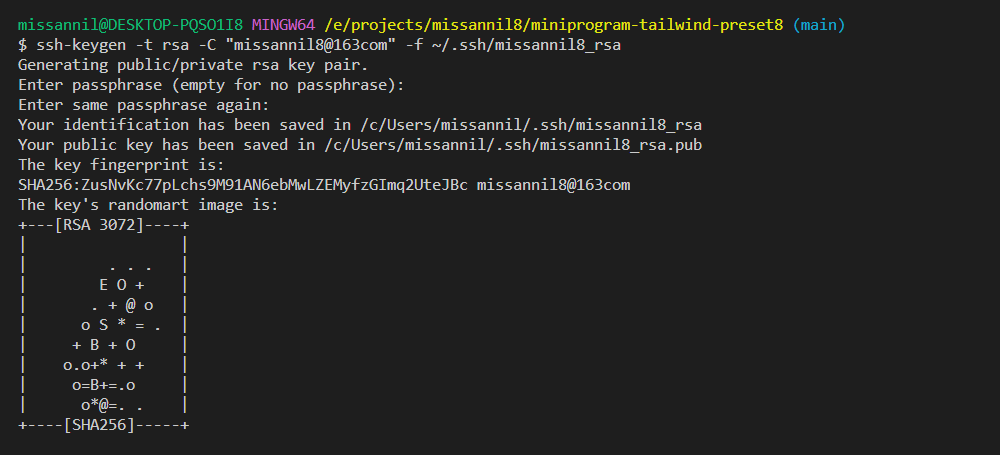 missannil@DESKTOP-PQSO1I8 MINGW64 /e/projects/missannil8/miniprogram-tailwind-preset8 (main)
$ ssh-keygen -t rsa -C "missannil8@163com" -f ~/.ssh/missannil8_rsa
Generating public/private rsa key pair.
Enter passphrase (empty for no passphrase):
Enter same passphrase again:
Your identification has been saved in /c/Users/missannil/.ssh/missannil8_rsa
Your public key has been saved in /c/Users/missannil/.ssh/missannil8_rsa.pub
The key fingerprint is:
SHA256:ZusNvKc77pLchs9M91AN6ebMwLZEMyfzGImq2UteJBc missannil8@163com
The key's randomart image is:
+---[RSA 3072]----+
|                 |
|         . . .   |
|        E O +    |
|       . + @ o   |
|      o S * = .  |
|     + B + O     |
|    o.o+* + +    |
|     o=B+=.o     |
|      o*@=. .    |
+----[SHA256]-----+